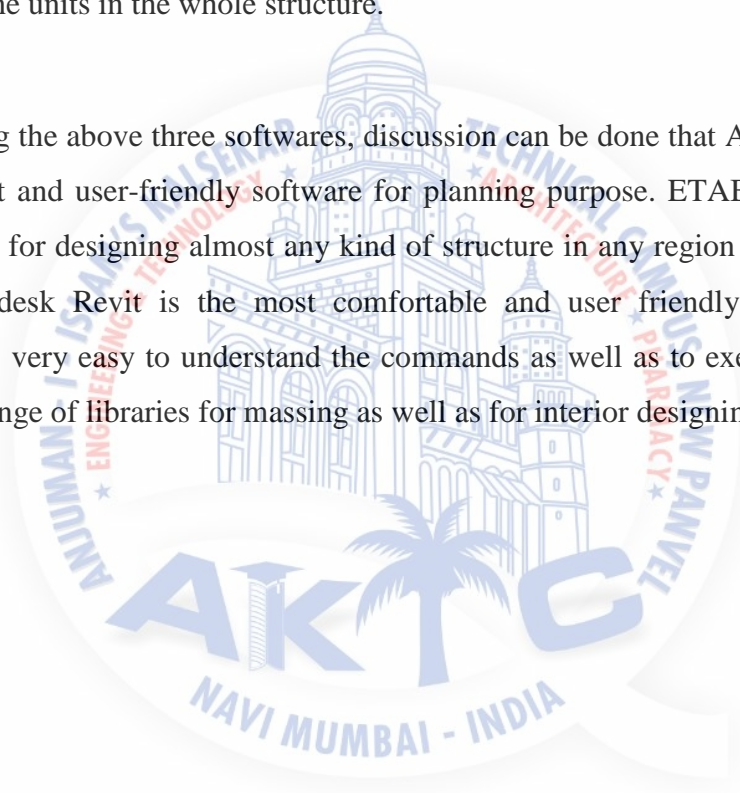 ne units in the whole structure.
g the above three softwares, discussion can be done that A
t and user-friendly software for planning purpose. ETAB
for designing almost any kind of structure in any region
desk Revit is the most comfortable and user friendly
very easy to understand the commands as well as to exe
nge of libraries for massing as well as for interior designin
ANJUMAN - I - ISLAM'S KALSEKAR TECHNICAL CAMPUS NEW PANVEL
★ ENGINEERING & TECHNOLOGY ★ ARCHITECTURE ★ PHARMACY ★
AKTC
NAVI MUMBAI - INDIA